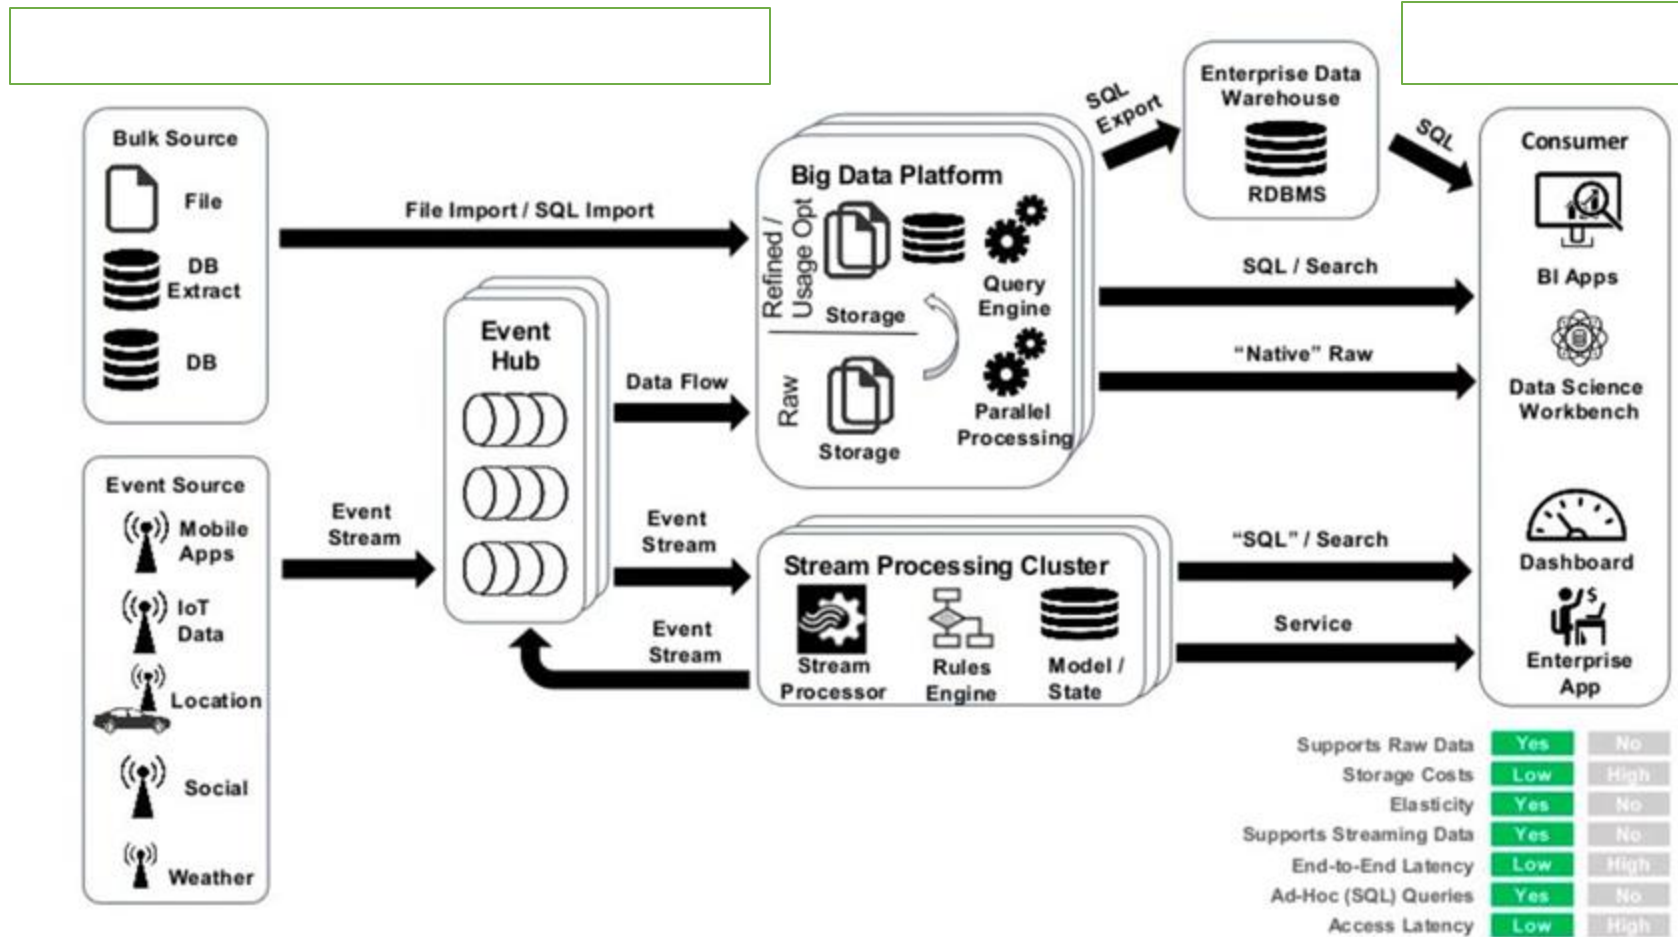 Bulk Source
File
DB
Extract
DB
Event Source
Mobile
Apps
IoT
Data
Location
Social
Weather
File Import / SQL Import
Event
Stream
Event
Hub
Data Flow
Event
Stream
Event
Stream
Big Data Platform
Refined /
Usage Opt
Storage
Query
Engine
Raw
Storage
Parallel
Processing
Stream Processing Cluster
Stream
Processor
Rules
Engine
Model /
State
SQL
Export
Enterprise Data
Warehouse
RDBMS
SQL
SQL / Search
“Native” Raw
“SQL” / Search
Service
Consumer
BI Apps
Data Science
Workbench
Dashboard
$
Enterprise
App
Supports Raw Data Yes No
Storage Costs Low High
Elasticity Yes No
Supports Streaming Data Yes No
End-to-End Latency Low High
Ad-Hoc (SQL) Queries Yes No
Access Latency Low High